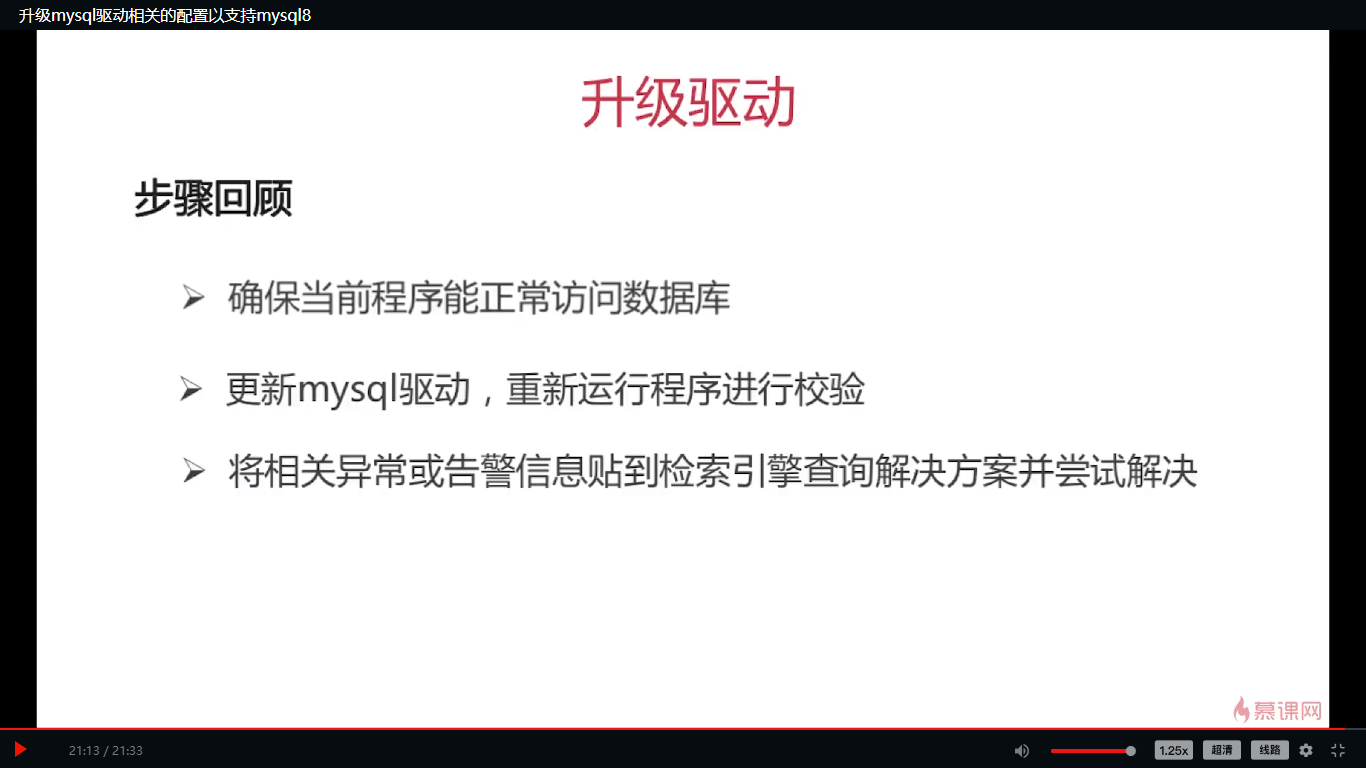 升级mysql驱动相关的配置以支持mysql8
升级驱动
步骤回顾
➢ 确保当前程序能正常访问数据库
➢ 更新mysql驱动，重新运行程序进行校验
➢ 将相关异常或告警信息贴到检索引擎查询解决方案并尝试解决
慕课网
21:13 / 21:33 1.25x 超清 线路